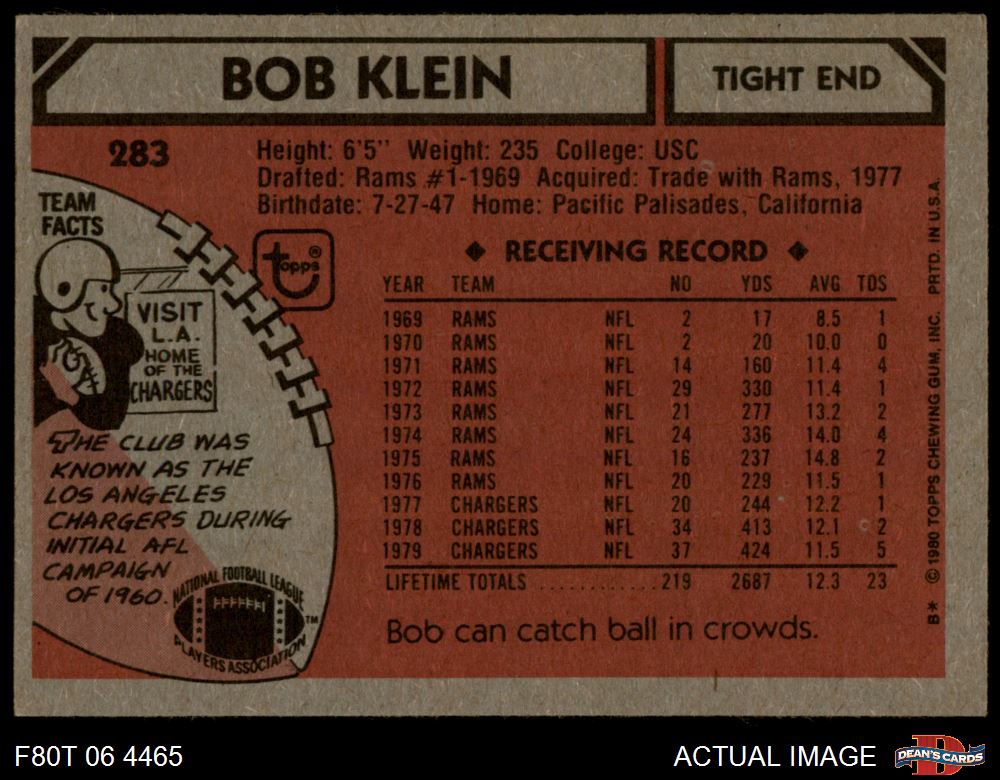 BOB KLEIN
TIGHT END
283
Height: 6'5" Weight: 235 College: USC
Drafted: Rams #1-1969 Acquired: Trade with Rams, 1977
Birthdate: 7-27-47 Home: Pacific Palisades, California
TEAM
FACTS
VISIT
L.A.
HOME
OF THE
CHARGERS
THE CLUB WAS
KNOWN AS THE
LOS ANGELES
CHARGERS DURING
INITIAL AFL
CAMPAIGN
OF 1960.
NATIONAL FOOTBALL LEAGUE
PLAYERS ASSOCIATION
TM
topps®
◆ RECEIVING RECORD ◆
YEAR TEAM NO YDS AVG TDS
1969 RAMS NFL 2 17 8.5 1
1970 RAMS NFL 2 20 10.0 0
1971 RAMS NFL 14 160 11.4 4
1972 RAMS NFL 29 330 11.4 1
1973 RAMS NFL 21 277 13.2 2
1974 RAMS NFL 24 336 14.0 4
1975 RAMS NFL 16 237 14.8 2
1976 RAMS NFL 20 229 11.5 1
1977 CHARGERS NFL 20 244 12.2 1
1978 CHARGERS NFL 34 413 12.1 2
1979 CHARGERS NFL 37 424 11.5 5
LIFETIME TOTALS ............ 219 2687 12.3 23
Bob can catch ball in crowds.
B* © 1980 TOPPS CHEWING GUM, INC. PRTD. IN U.S.A.
F80T 06 4465
ACTUAL IMAGE
D
DEAN'S CARDS